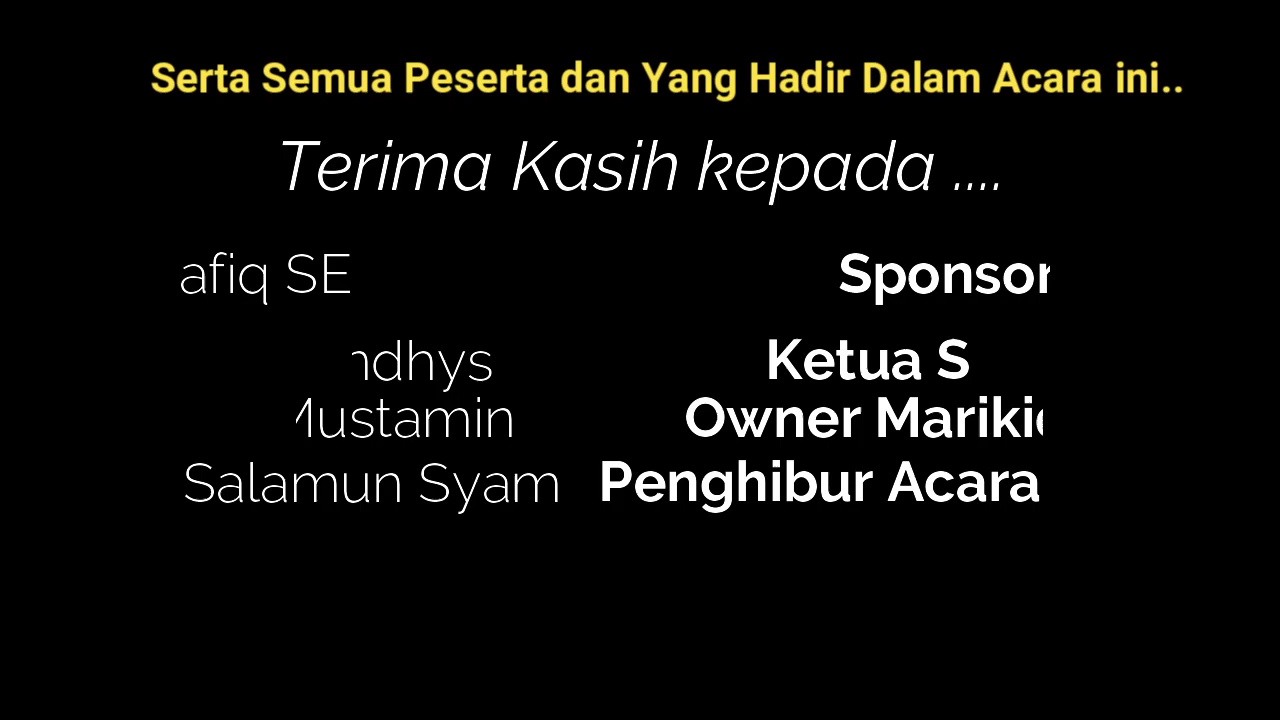 Serta Semua Peserta dan Yang Hadir Dalam Acara ini..
Terima Kasih kepada ....
afiq SE Sponsor
ndhys Ketua S
Mustamin Owner Mariki
Salamun Syam Penghibur Acara